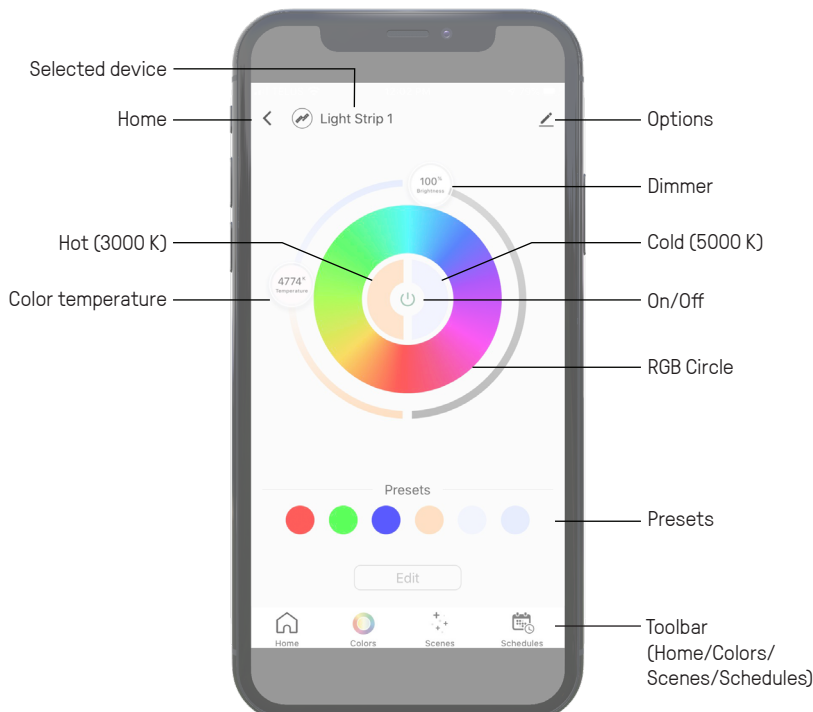 Selected device
Home
Light Strip 1
Options
100%
Brightness
Dimmer
Hot (3000 K)
Cold (5000 K)
4774K
Temperature
Color temperature
On/Off
RGB Circle
Presets
Presets
Edit
Home
Colors
Scenes
Schedules
Toolbar
(Home/Colors/
Scenes/Schedules)